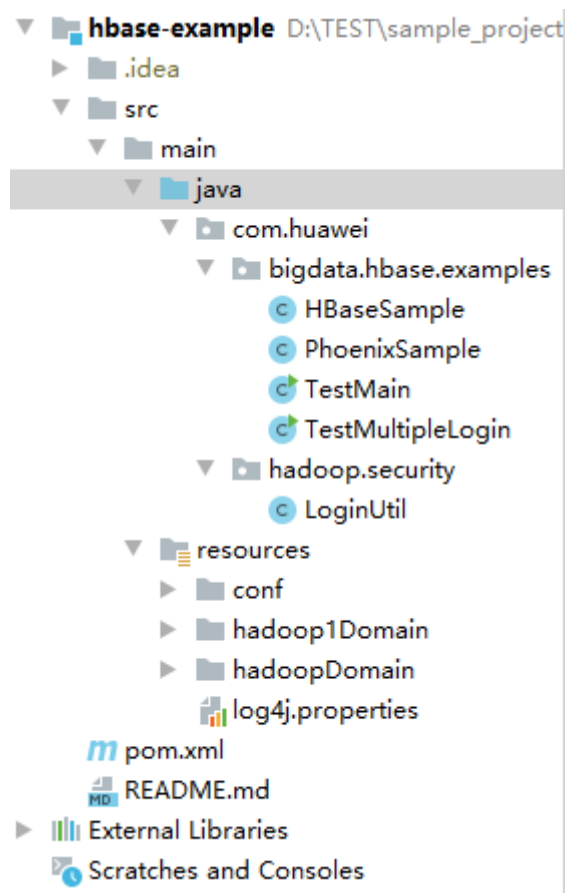 hbase-example D:\TEST\sample_project
.idea
src
main
java
com.huawei
bigdata.hbase.examples
C HBaseSample
C PhoenixSample
C TestMain
C TestMultipleLogin
hadoop.security
C LoginUtil
resources
conf
hadoop1Domain
hadoopDomain
log4j.properties
m pom.xml
MD README.md
External Libraries
Scratches and Consoles